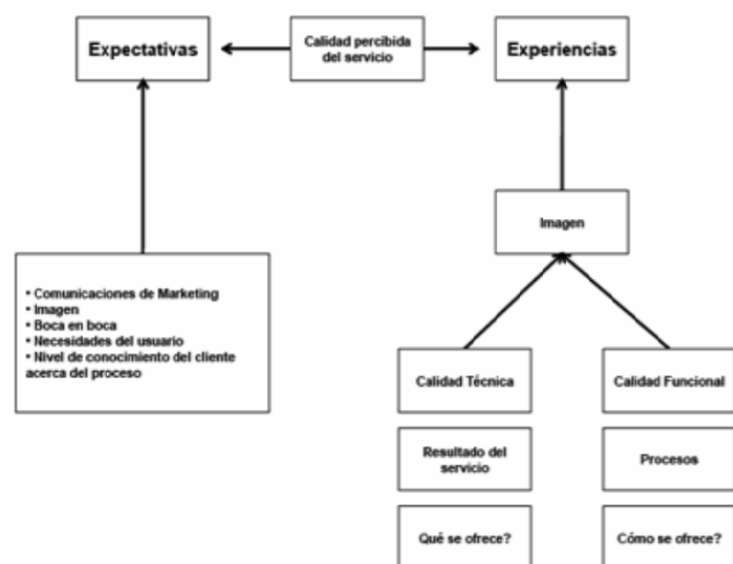 Expectativas
Calidad percibida
del servicio
Experiencias
Imagen
• Comunicaciones de Marketing
• Imagen
• Boca en boca
• Necesidades del usuario
• Nivel de conocimiento del cliente
acerca del proceso
Calidad Técnica
Calidad Funcional
Resultado del
servicio
Procesos
Qué se ofrece?
Cómo se ofrece?